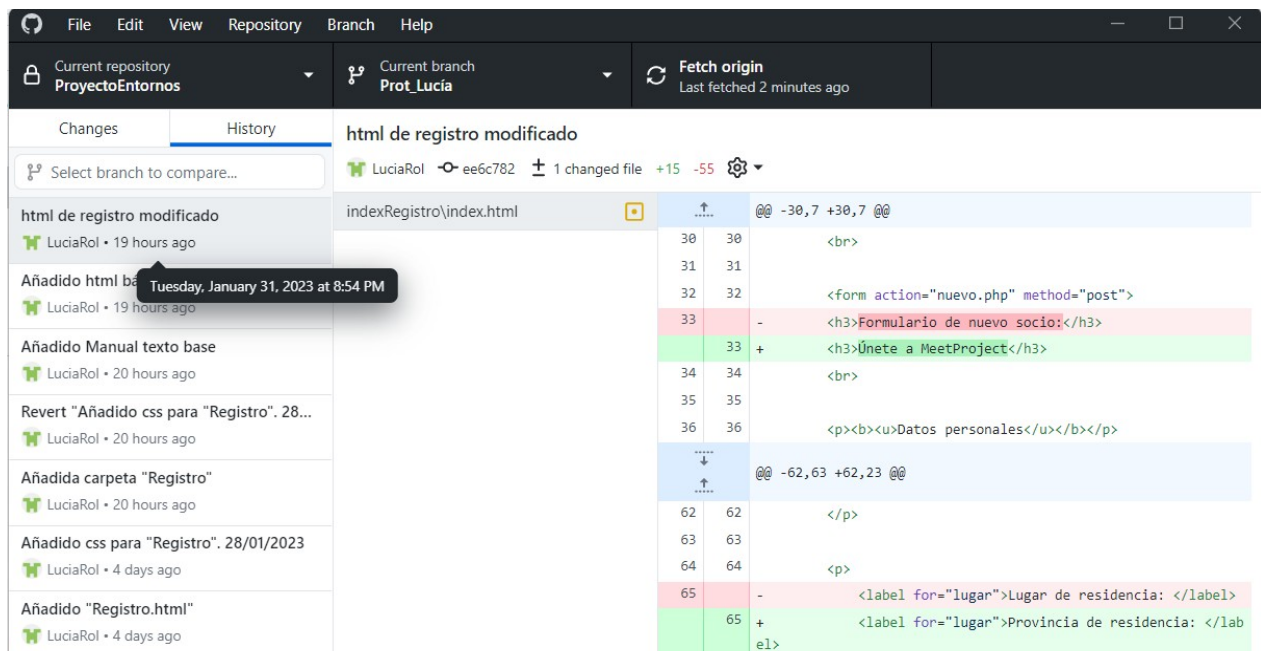 File Edit View Repository Branch Help
Current repository
ProyectoEntornos
Current branch
Prot_Lucía
Fetch origin
Last fetched 2 minutes ago
Changes History
Select branch to compare...
html de registro modificado
LuciaRol • 19 hours ago
Añadido html bá
Tuesday, January 31, 2023 at 8:54 PM
LuciaRol • 19 hours ago
Añadido Manual texto base
LuciaRol • 20 hours ago
Revert "Añadido css para "Registro". 28...
LuciaRol • 20 hours ago
Añadida carpeta "Registro"
LuciaRol • 20 hours ago
Añadido css para "Registro". 28/01/2023
LuciaRol • 4 days ago
Añadido "Registro.html"
LuciaRol • 4 days ago
html de registro modificado
LuciaRol ee6c782 1 changed file +15 -55
indexRegistro\index.html
@@ -30,7 +30,7 @@
30 30 <br>
31 31
32 32 <form action="nuevo.php" method="post">
33 - <h3>Formulario de nuevo socio:</h3>
33 + <h3>Únete a MeetProject</h3>
34 34 <br>
35 35
36 36 <p><b><u>Datos personales</u></b></p>
@@ -62,63 +62,23 @@
62 62 </p>
63 63
64 64 <p>
65 - <label for="lugar">Lugar de residencia: </label>
65 + <label for="lugar">Provincia de residencia: </lab
el>